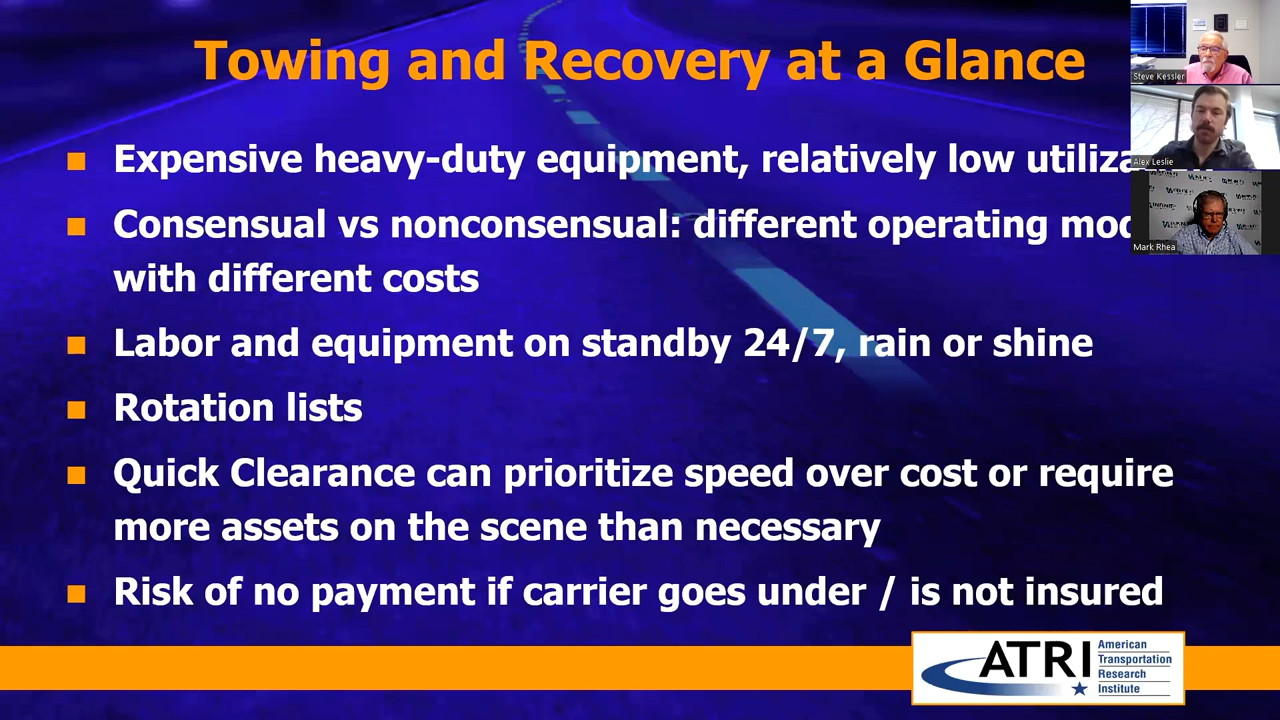 Towing and Recovery at a Glance
Expensive heavy-duty equipment, relatively low
Consensual vs nonconsensual: different operating
with different costs
Labor and equipment on standby 24/7, rain or shine
Rotation lists
Quick Clearance can prioritize speed over cost or require
more assets on the scene than necessary
Risk of no payment if carrier goes under / is not insured
Steve Kessler
Alex Leslie
Mark Rhea
ATRI
American
Transportation
Research
Institute